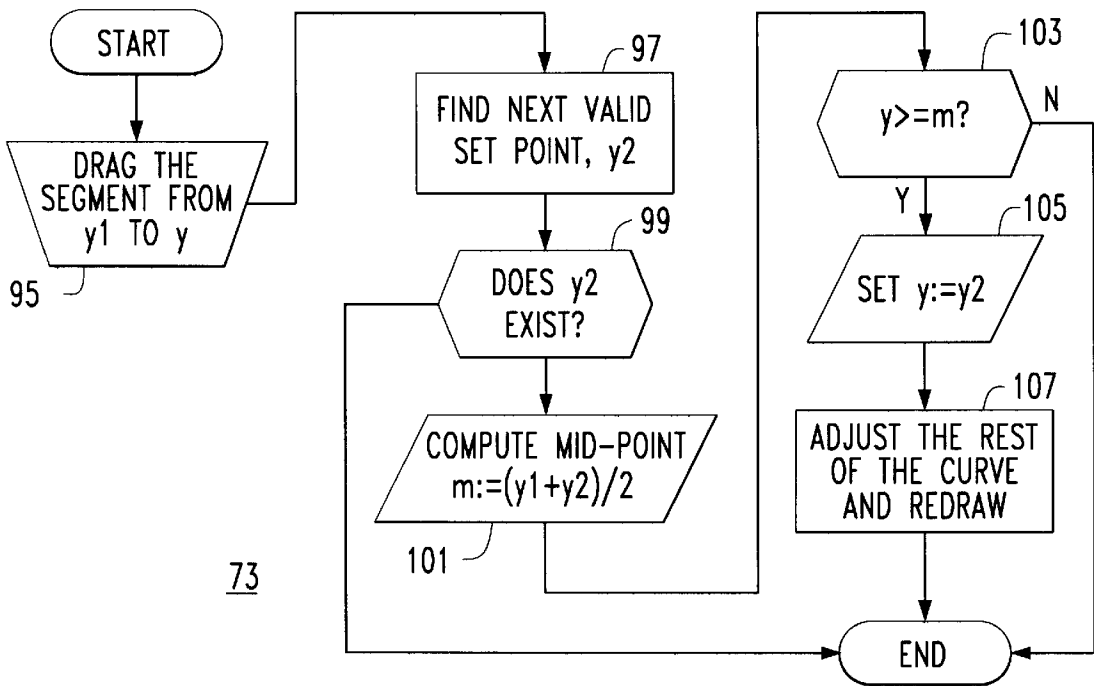 START
DRAG THE
SEGMENT FROM
y1 TO y
95
97
FIND NEXT VALID
SET POINT, y2
99
DOES y2
EXIST?
COMPUTE MID-POINT
m:=(y1+y2)/2
101
103
y>=m?
N
Y
105
SET y:=y2
107
ADJUST THE REST
OF THE CURVE
AND REDRAW
END
73